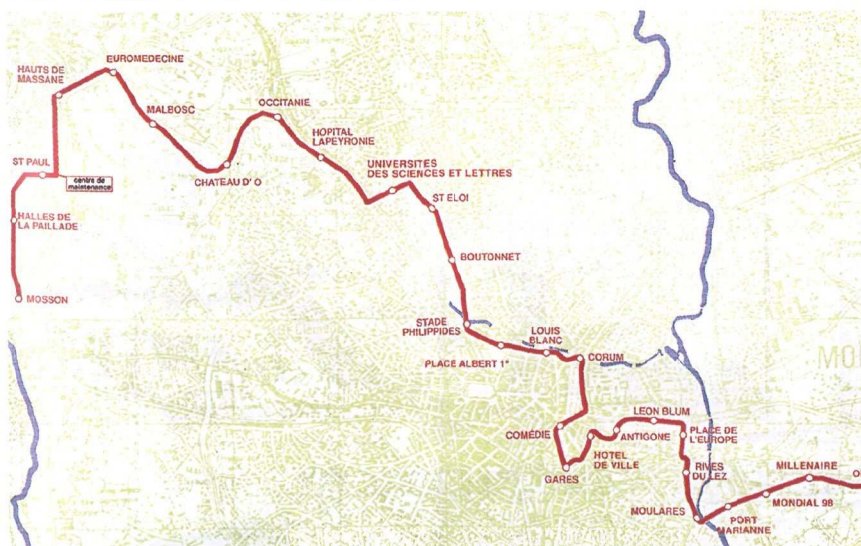 EUROMEDECINE
HAUTS DE
MASSANE
MALBOSC
OCCITANIE
HOPITAL
LAPEYRONIE
ST PAUL
centre de
maintenance
CHATEAU D' O
UNIVERSITES
DES SCIENCES ET LETTRES
ST ELOI
HALLES DE
LA PAILLADE
BOUTONNET
MOSSON
STADE
PHILIPPIDES
LOUIS
BLANC
PLACE ALBERT 1°
CORUM
LEON BLUM
COMÉDIE
ANTIGONE
PLACE DE
L'EUROPE
HOTEL
DE VILLE
GARES
RIVES
DU LEZ
MILLENAIRE
MONDIAL 98
MOULARES
PORT
MARIANNE